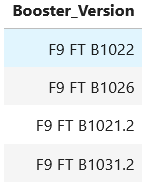 Booster_Version
F9 FT B1022
F9 FT B1026
F9 FT B1021.2
F9 FT B1031.2